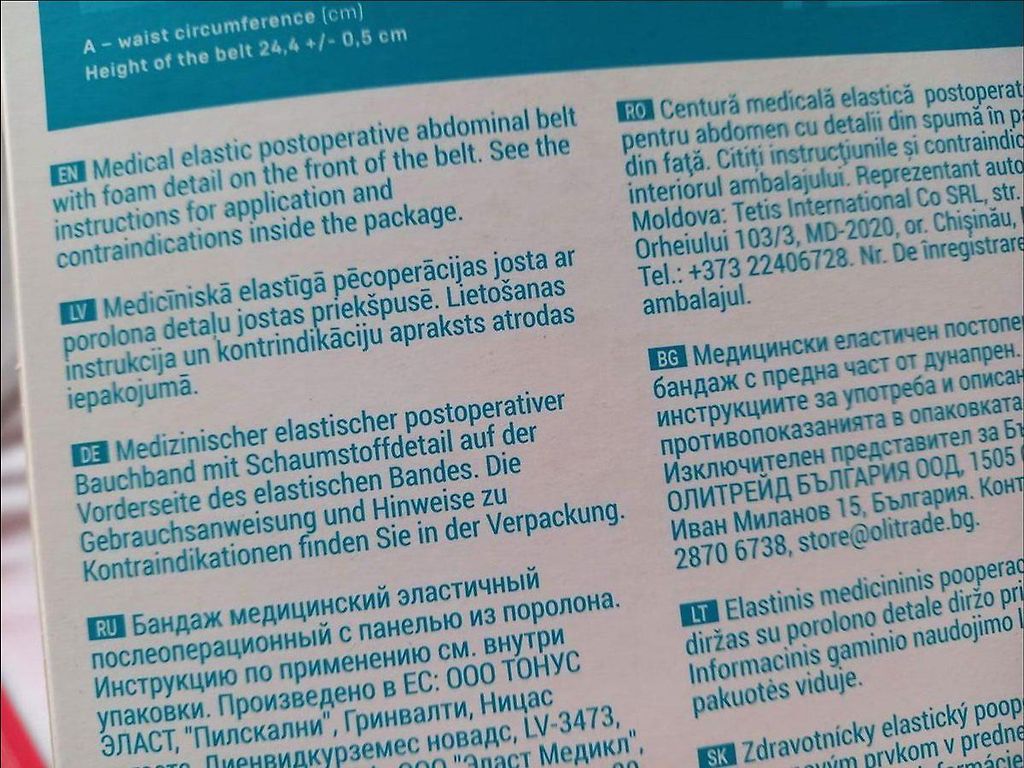 A – waist circumference (cm)
Height of the belt 24,4 +/- 0,5 cm
EN Medical elastic postoperative abdominal belt
with foam detail on the front of the belt. See the
instructions for application and
contraindications inside the package.
LV Medicīniskā elastīgā pēcoperācijas josta ar
porolona detaļu jostas priekšpusē. Lietošanas
instrukcija un kontrindikāciju apraksts atrodas
iepakojumā.
DE Medizinischer elastischer postoperativer
Bauchband mit Schaumstoffdetail auf der
Vorderseite des elastischen Bandes. Die
Gebrauchsanweisung und Hinweise zu
Kontraindikationen finden Sie in der Verpackung.
RU Бандаж медицинский эластичный
послеоперационный с панелью из поролона.
Инструкцию по применению см. внутри
упаковки. Произведено в ЕС: ООО ТОНУС
ЭЛАСТ, "Пилскални", Гринвалти, Ницас
Лиенвидкурземес новадс, LV-3473,
ООО "Эласт Медикл",
RO Centură medicală elastică postoperat
pentru abdomen cu detalii din spumă în
din faţă. Citiți instrucţiunile și contraindic
interiorul ambalajului. Reprezentant auto
Moldova: Tetis International Co SRL, str.
Orheiului 103/3, MD-2020, or. Chişinău,
Tel.: +373 22406728. Nr. De înregistrare
ambalajul.
BG Медицински еластичен постопе
бандаж с предна част от дунапрен.
инструкциите за употреба и описан
противопоказанията в опаковката
Изключителен представител за Бъ
ОЛИТРЕЙД БЪЛГАРИЯ ООД, 1505
Иван Миланов 15, България. Конт
2870 6738, store@olitrade.bg.
LT Elastinis medicininis pooperac
diržas su porolono detale diržo pri
Informacinis gaminio naudojimo
pakuotės viduje.
SK Zdravotnícky elastický poop
prvkom v predne